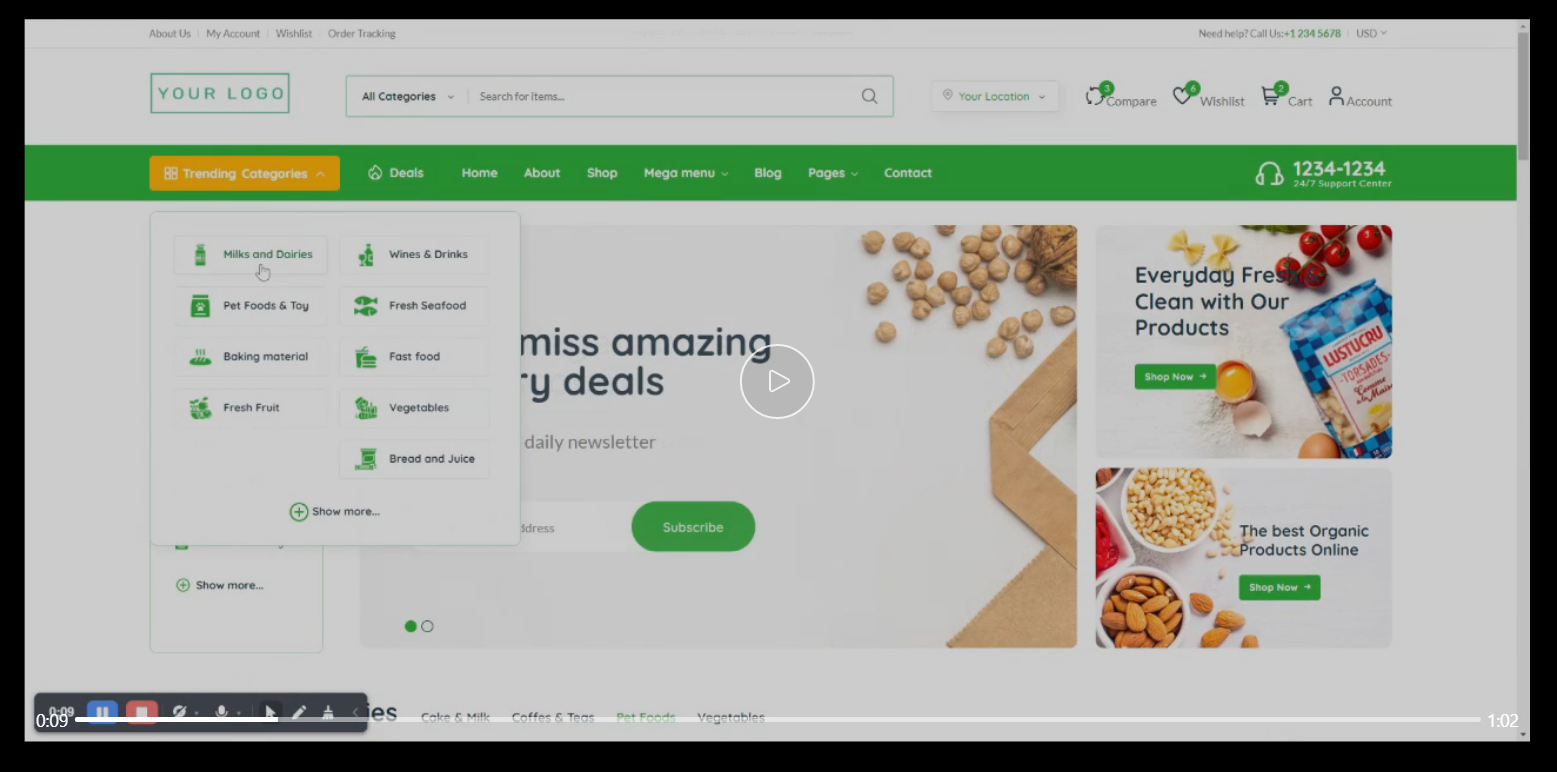 About Us | My Account | Wishlist | Order Tracking
Need help? Call Us:+1 234 5678 | USD
YOUR LOGO
All Categories
Search for items...
Your Location
3
Compare
6
Wishlist
2
Cart
Account
Trending Categories
Deals
Home
About
Shop
Mega menu
Blog
Pages
Contact
1234-1234
24/7 Support Center
Milks and Dairies
Wines & Drinks
Pet Foods & Toy
Fresh Seafood
Baking material
Fast food
Fresh Fruit
Vegetables
Bread and Juice
Show more...
Show more...
miss amazing
ry deals
daily newsletter
ddress
Subscribe
Everyday Fresh &
Clean with Our
Products
Shop Now
LUSTUCRU
TORSADES
Comme
à la Maison
The best Organic
Products Online
Shop Now
ies
Cake & Milk
Coffes & Teas
Pet Foods
Vegetables
0:09
0:09
1:02